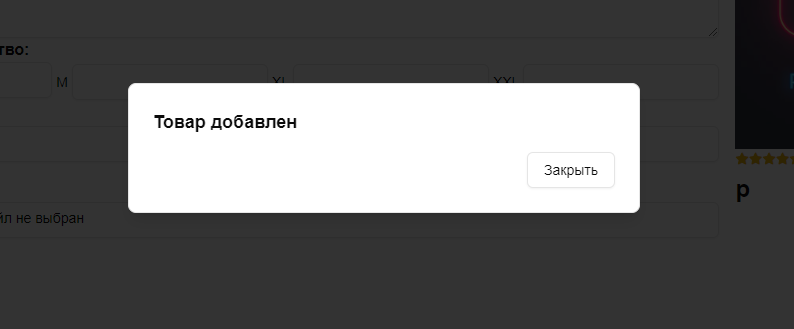 тво:
M XL XXL
Товар добавлен
Закрыть
йл не выбран
р